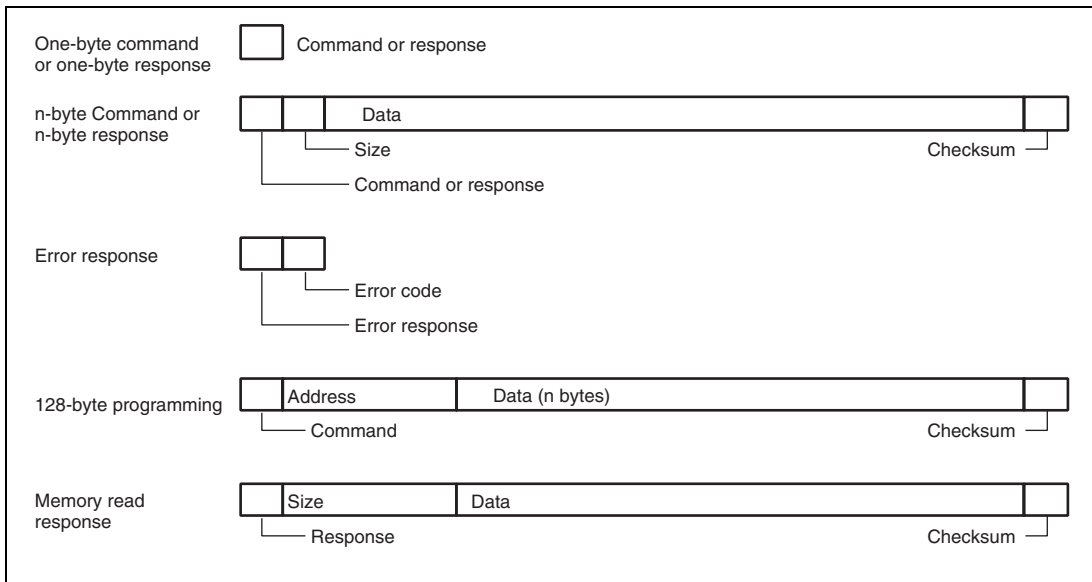 One-byte command
or one-byte response
Command or response
n-byte Command or
n-byte response
Data
Size
Checksum
Command or response
Error response
Error code
Error response
128-byte programming
Address
Data (n bytes)
Command
Checksum
Memory read
response
Size
Data
Response
Checksum